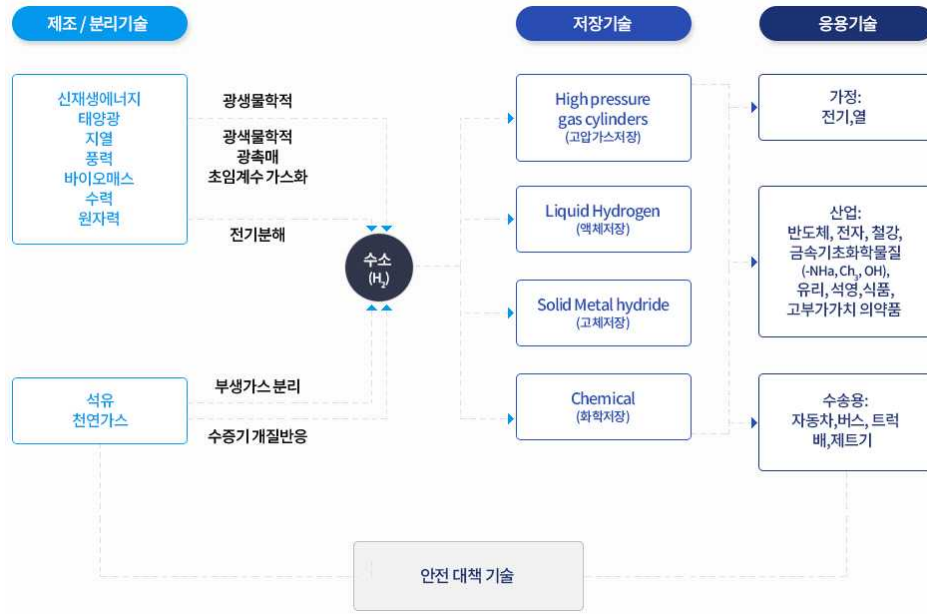 제조 / 분리기술
저장기술
응용기술
신재생에너지
태양광
지열
풍력
바이오매스
수력
원자력
광생물학적
광색물학적
광촉매
초임계수 가스화
전기분해
수소
(H₂)
석유
천연가스
부생가스 분리
수증기 개질반응
High pressure
gas cylinders
(고압가스저장)
Liquid Hydrogen
(액체저장)
Solid Metal hydride
(고체저장)
Chemical
(화학저장)
가정:
전기,열
산업:
반도체, 전자, 철강,
금속기초화학물질
(-NHa, Ch₃, OH),
유리, 석영,식품,
고부가가치 의약품
수송용:
자동차,버스, 트럭
배,제트기
안전 대책 기술